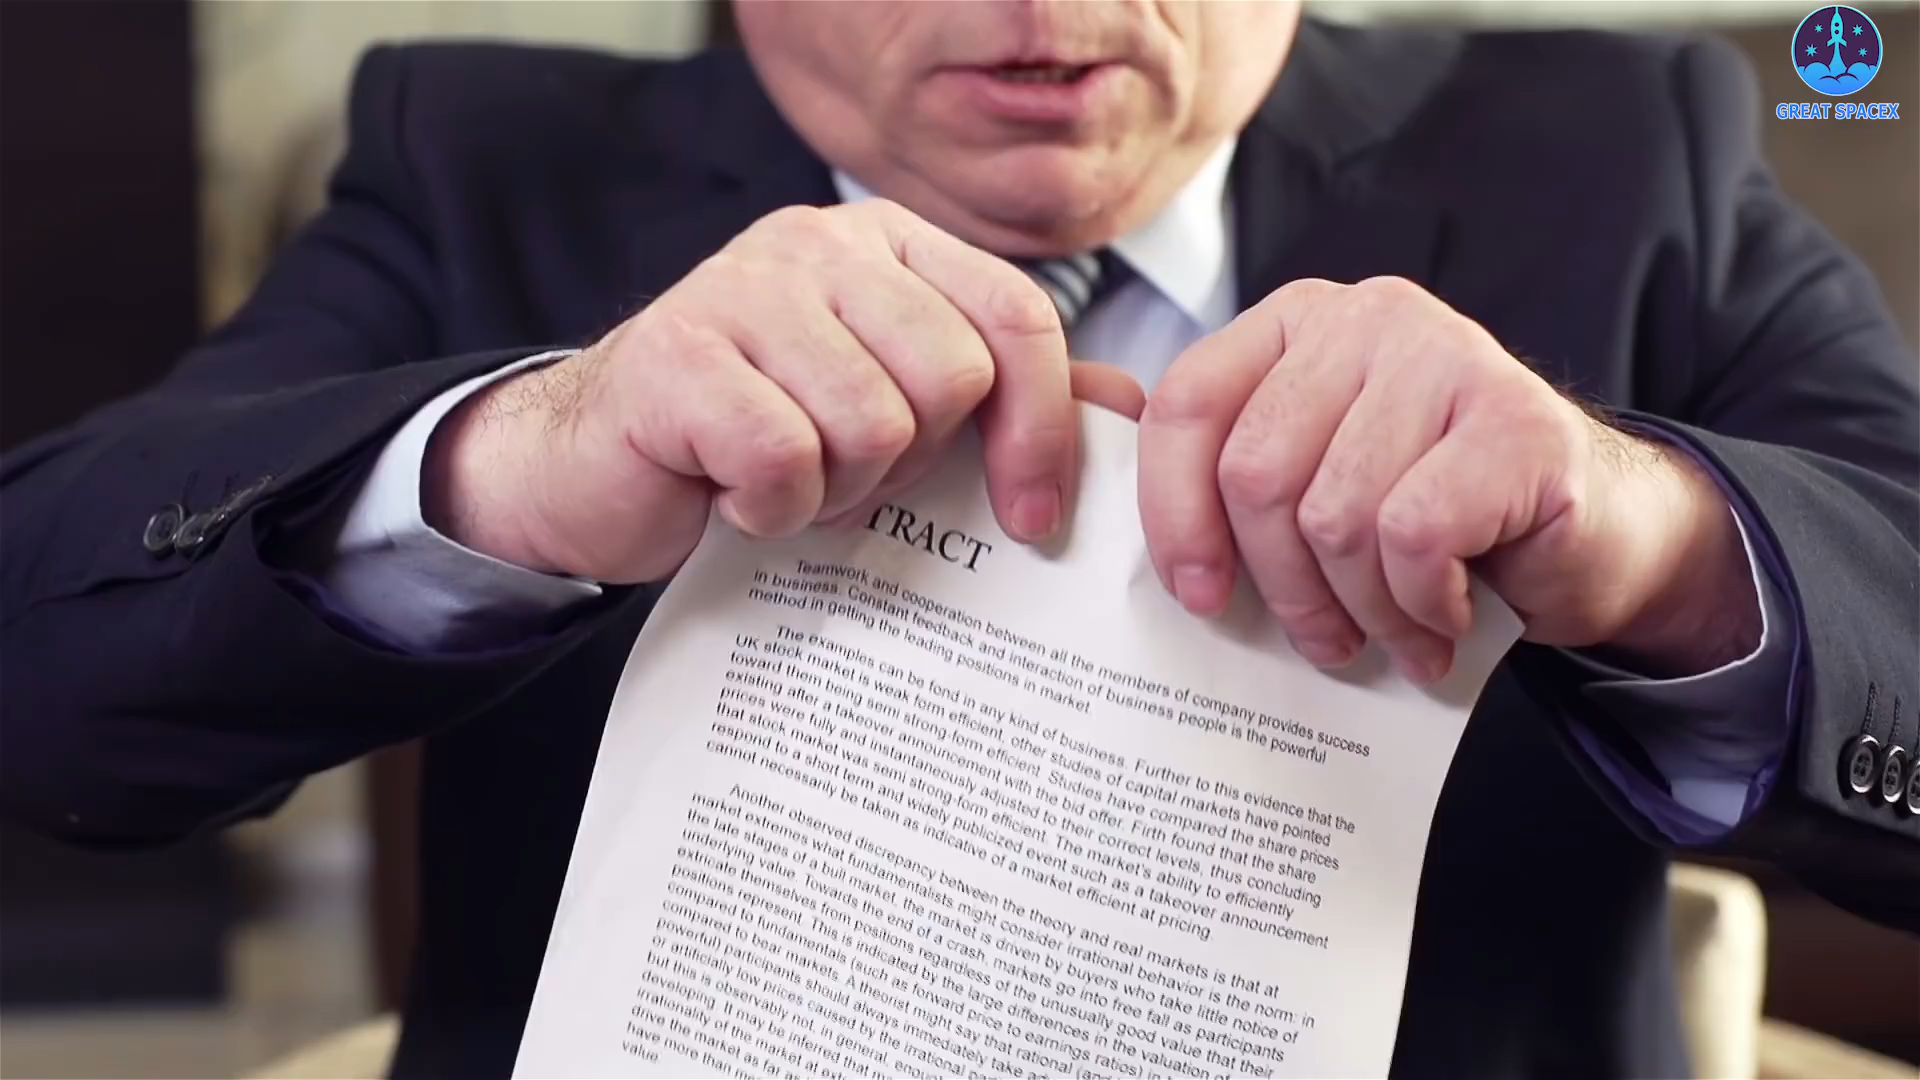 GREAT SPACEX
TRACT
Teamwork and cooperation between all the members of company provides success
in business. Constant feedback and interaction of business people is the powerful
method in getting the leading positions in market.
The examples can be fond in any kind of business. Further to this evidence that the
UK stock market is weak form efficient, other studies of capital markets have pointed
toward them being semi strong-form efficient. Studies have compared the share prices
existing after a takeover announcement with the bid offer. Firth found that the share
prices were fully and instantaneously adjusted to their correct levels, thus concluding
that stock market was semi strong-form efficient. The market's ability to efficiently
respond to a short term and widely publicized event such as a takeover announcement
cannot necessarily be taken as indicative of a market efficient at pricing.
Another observed discrepancy between the theory and real markets is that at
market extremes what fundamentalists might consider irrational behavior is the norm: in
the late stages of a bull market, the market is driven by buyers who take little notice of
underlying value. Towards the end of a crash, markets go into free fall as participants
extricate themselves from positions regardless of the unusually good value that their
positions represent. This is indicated by the large differences in the valuation of
compared to fundamentals (such as forward price to earnings ratios) in
compared to bear markets. A theorist might say that rational (and
powerful) participants should always immediately take
or artificially low prices caused by the irrational
but this is observably not, in general,
developing. It may be inferred that
irrationality of the market at
drive the market as far as
have more than
value.